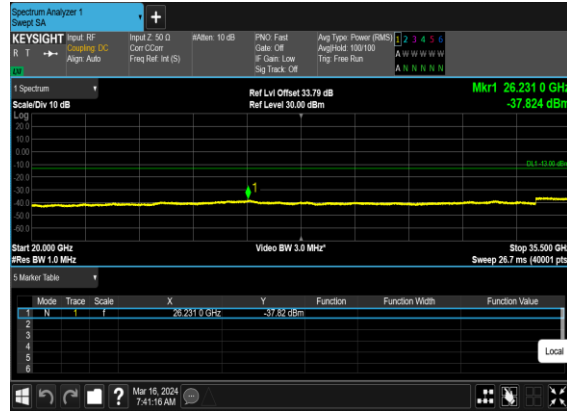 Spectrum Analyzer 1
Swept SA
+
KEYSIGHT Input: RF Input Z: 50 Ω #Atten: 10 dB PNO: Fast Avg Type: Power (RMS) 1 2 3 4 5 6
R T Coupling: DC Corr CCorr Gate: Off Avg|Hold: 100/100 A W W W W W
Align: Auto Freq Ref: Int (S) IF Gain: Low Trig: Free Run
Sig Track: Off A N N N N N
1 Spectrum Ref Lvl Offset 33.79 dB Mkr1 26.231 0 GHz
Scale/Div 10 dB Ref Level 30.00 dBm -37.824 dBm
Log
20.0
10.0
0.00
-10.0
DL1 -13.00 dBm
-20.0
-30.0
1
-40.0
-50.0
-60.0
Start 20.000 GHz Video BW 3.0 MHz* Stop 35.500 GHz
#Res BW 1.0 MHz Sweep 26.7 ms (40001 pts)
5 Marker Table
Mode Trace Scale X Y Function Function Width Function Value
1 N 1 f 26.231 0 GHz -37.82 dBm
2
3
4
5
6
Local
? Mar 16, 2024
7:41:16 AM